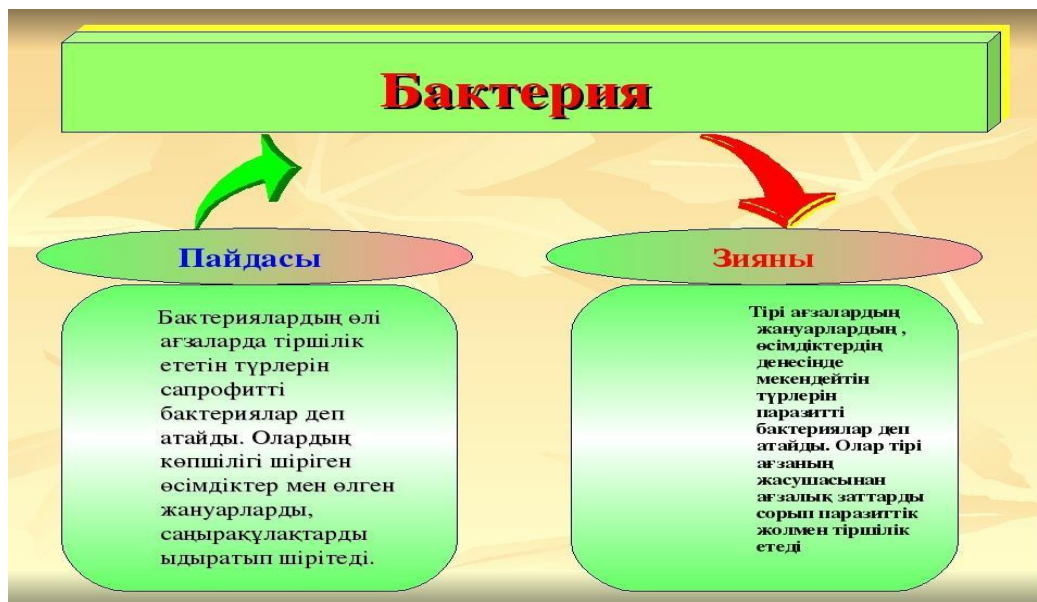 Бактерия
Пайдасы
Бактериялардың өлі
ағзаларда тіршілік
ететін түрлерін
сапрофитті
бактериялар деп
атайды. Олардың
көпшілігі шіріген
өсімдіктер мен өлген
жануарларды,
саңырақұлақтарды
ыдыратып шірітеді.
Зияны
Тірі ағзалардың
жануарлардың ,
өсімдіктердің
денесінде
мекендейтін
түрлерін
паразитті
бактериялар деп
атайды. Олар тірі
ағзаның
жасушасынан
ағзалық заттарды
сорып паразиттік
жолмен тіршілік
етеді